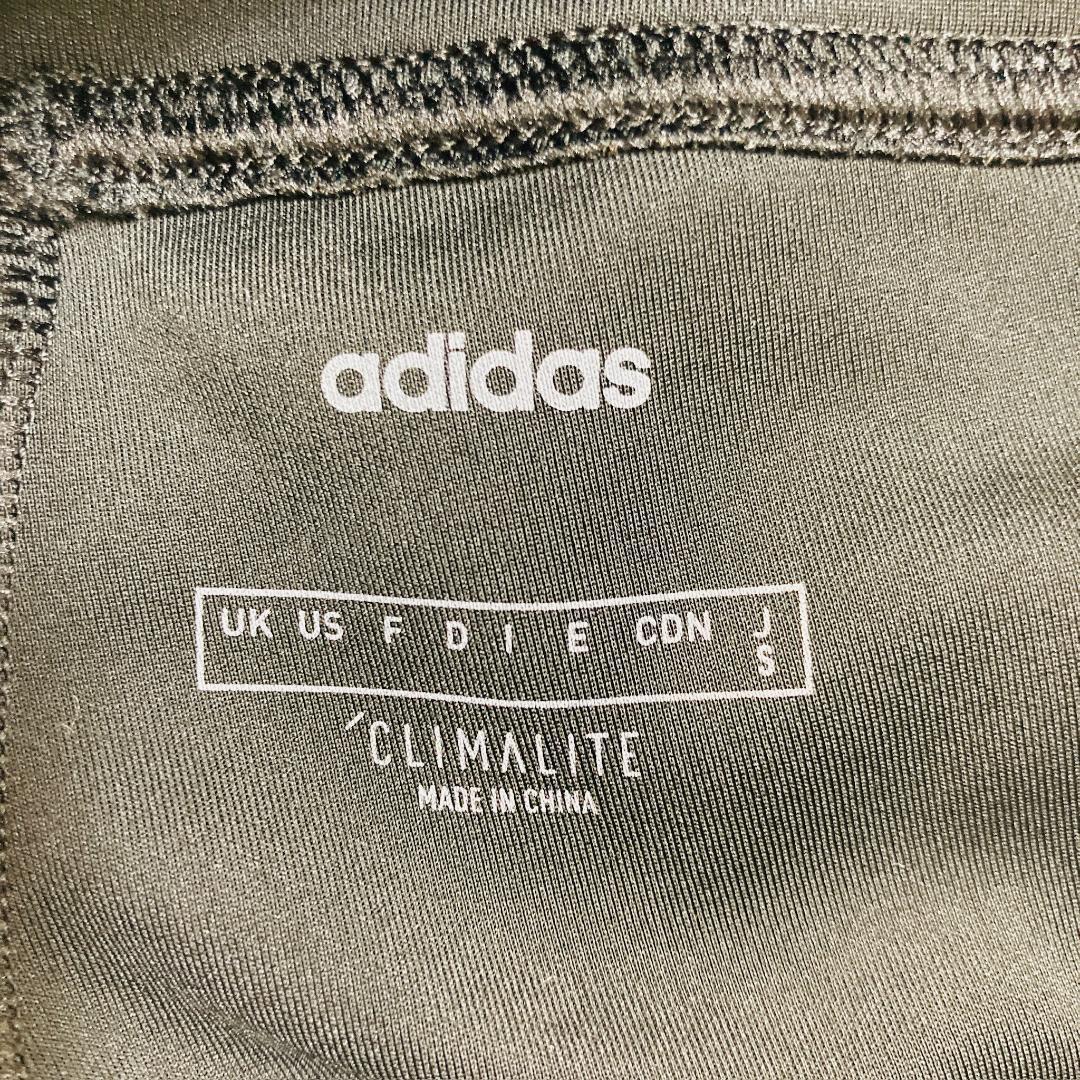 adidas
UK US F D I E CDN J
S
CLIMALITE
MADE IN CHINA